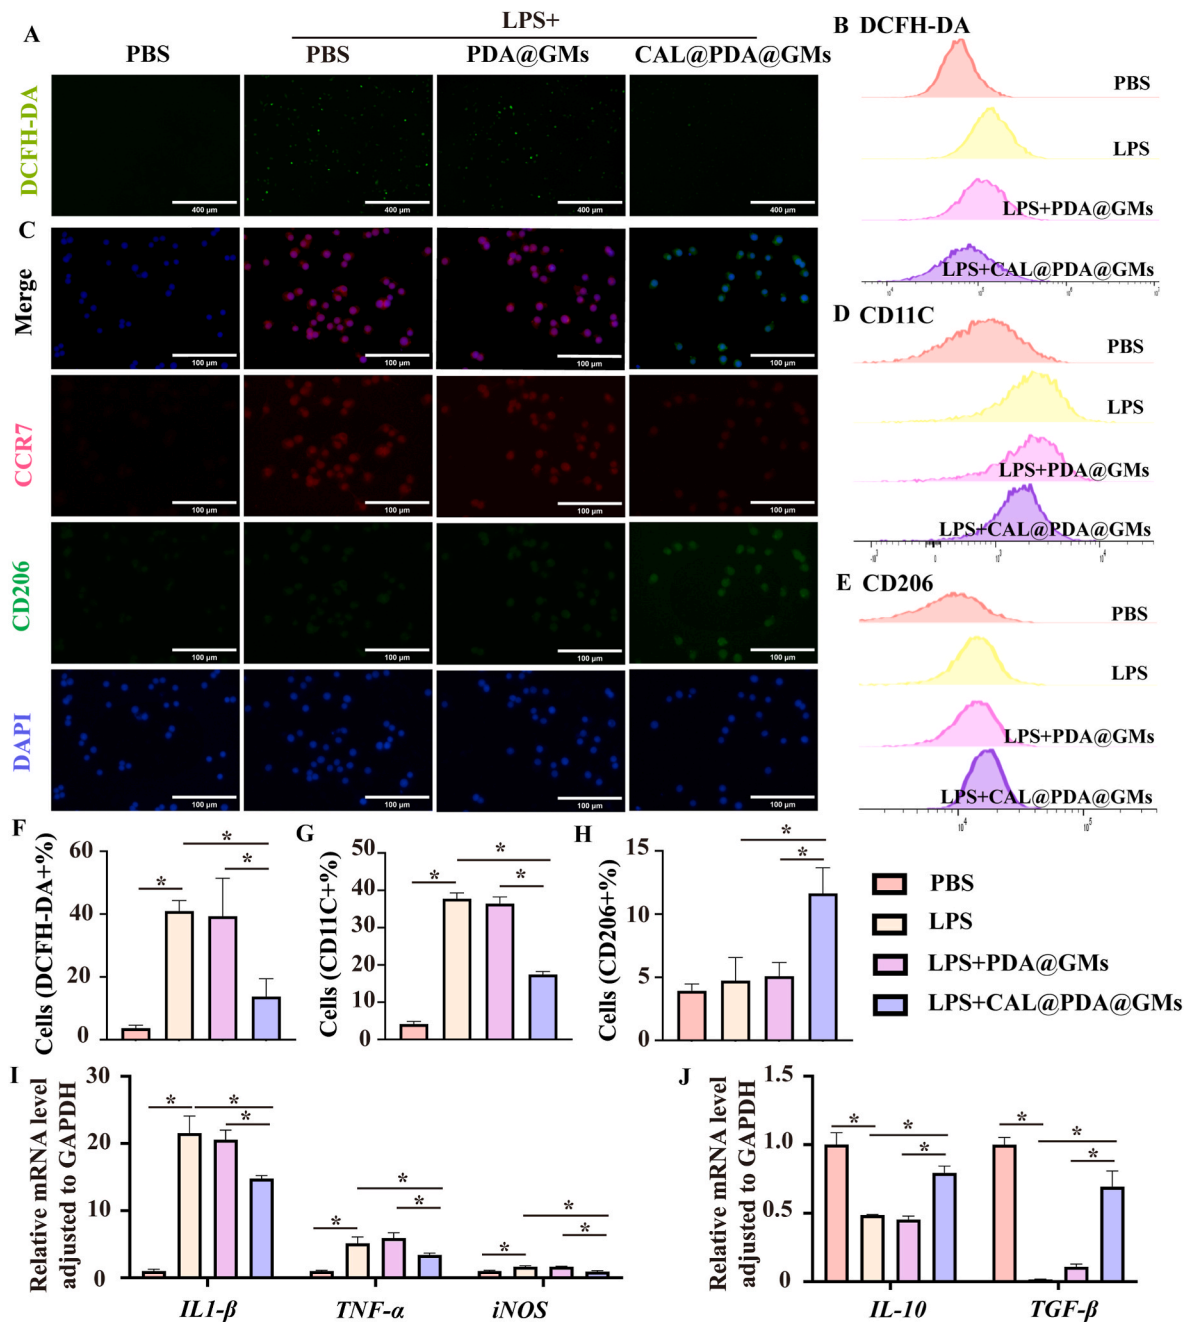 A
LPS+
PBS
PBS
PDA@GMs
CAL@PDA@GMs
DCFH-DA
400 μm
400 μm
400 μm
400 μm
B DCFH-DA
PBS
LPS
LPS+PDA@GMs
LPS+CAL@PDA@GMs
C
Merge
100 μm
100 μm
100 μm
100 μm
CCR7
100 μm
100 μm
100 μm
100 μm
CD206
100 μm
100 μm
100 μm
100 μm
DAPI
100 μm
100 μm
100 μm
100 μm
D CD11C
PBS
LPS
LPS+PDA@GMs
LPS+CAL@PDA@GMs
0
E CD206
PBS
LPS
LPS+PDA@GMs
LPS+CAL@PDA@GMs
10⁴ 10⁵
F
Cells (DCFH-DA+%)
60
40
20
0
* * *
G
Cells (CD11C+%)
50
40
30
20
10
0
* * *
H
Cells (CD206+%)
15
10
5
0
* *
PBS
LPS
LPS+PDA@GMs
LPS+CAL@PDA@GMs
I
Relative mRNA level
adjusted to GAPDH
30
20
10
0
* * *
* * *
* * *
IL1-β
TNF-α
iNOS
J
Relative mRNA level
adjusted to GAPDH
1.5
1.0
0.5
0
* * *
* * *
IL-10
TGF-β